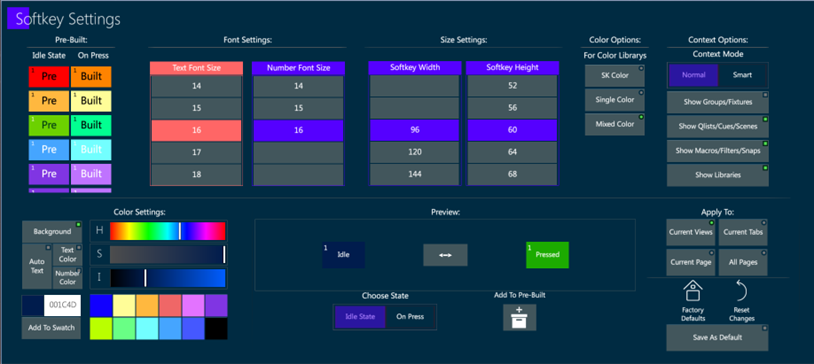 Softkey Settings
Pre-Built:
Idle State On Press
1 Pre 1 Built
1 Pre 1 Built
1 Pre 1 Built
1 Pre 1 Built
1 Pre 1 Built
Font Settings:
Text Font Size Number Font Size
14 14
15 15
16 16
17
18
Size Settings:
Softkey Width Softkey Height
52
56
96 60
120 64
144 68
Color Options:
For Color Librarys
SK Color
Single Color
Mixed Color
Context Options:
Context Mode
Normal Smart
Show Groups/Fixtures
Show Qlists/Cues/Scenes
Show Macros/Filters/Snaps
Show Libraries
Background
Auto Text
Text Color
Number Color
001C4D
Add To Swatch
Color Settings:
H
S
I
Preview:
1 Idle
1 Pressed
Choose State
Idle State On Press
Add To Pre-Built
Apply To:
Current Views Current Tabs
Current Page All Pages
Factory Defaults
Reset Changes
Save As Default